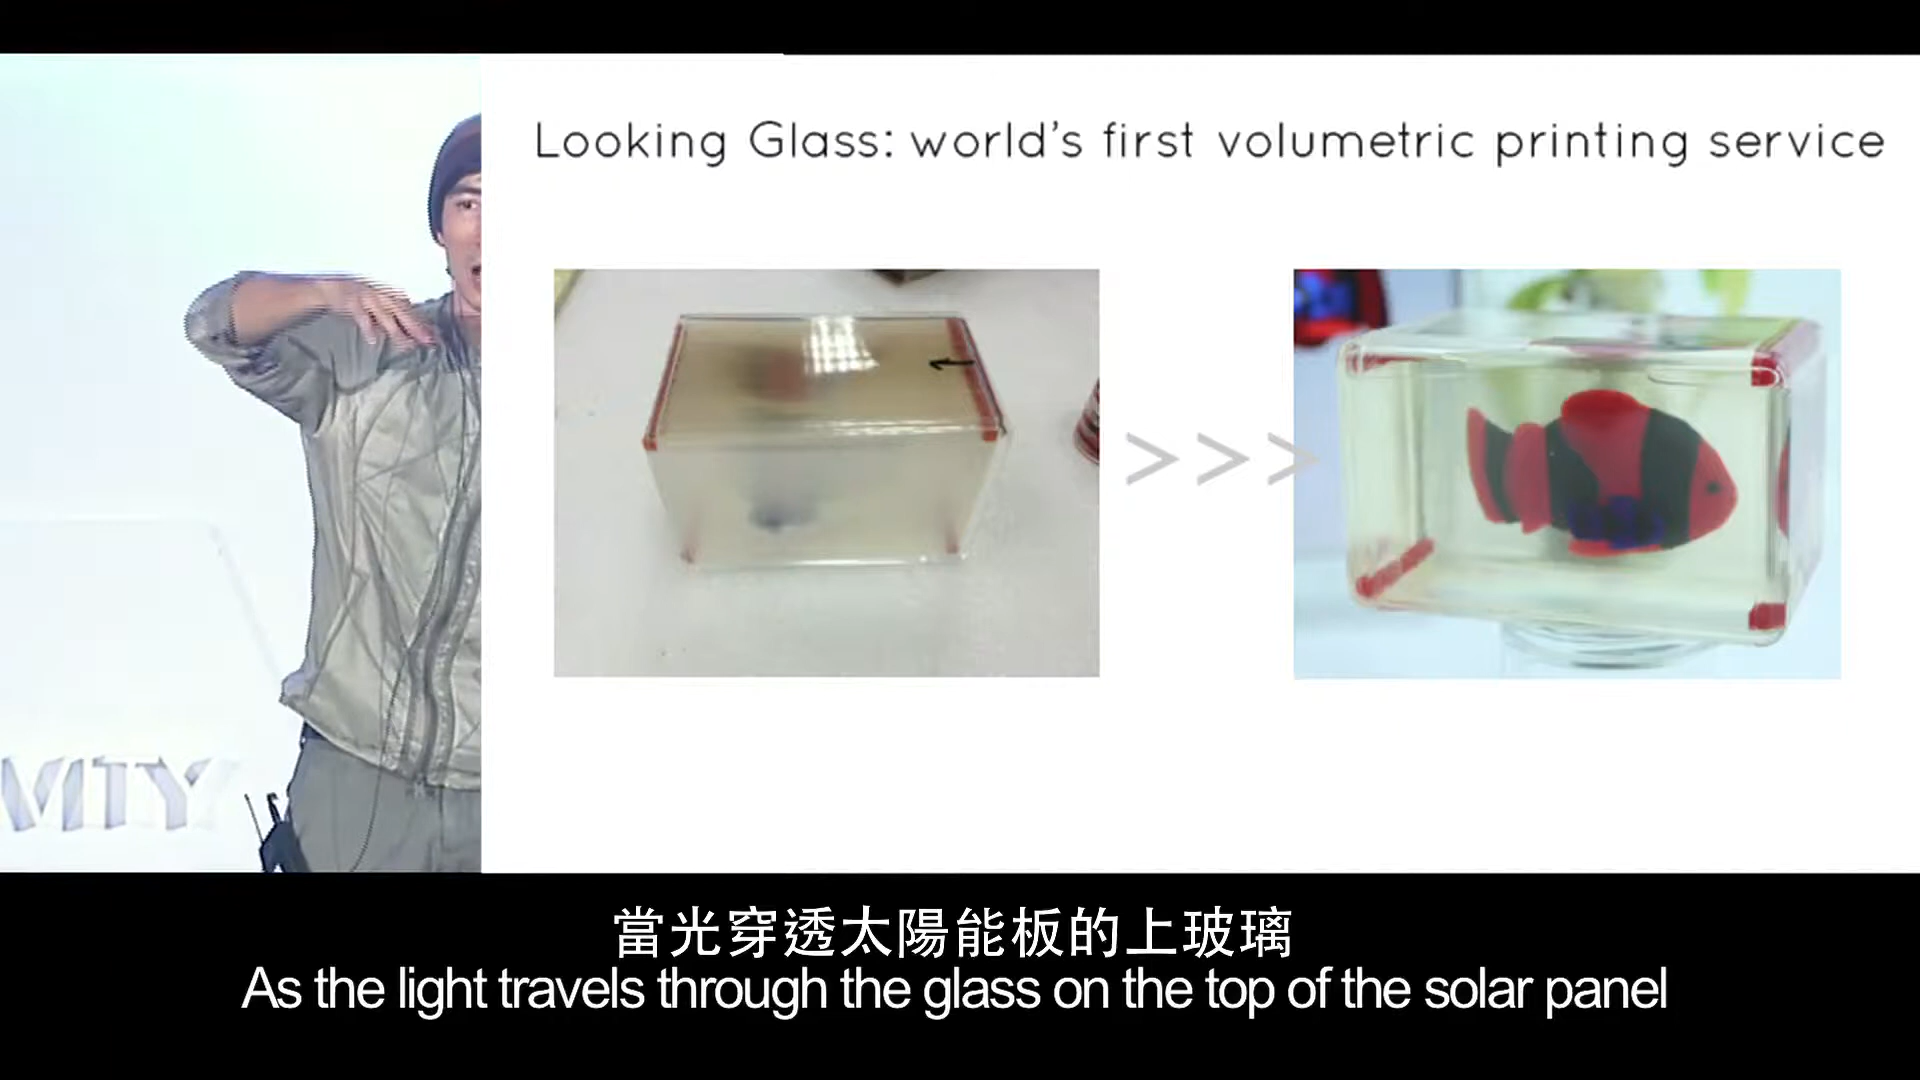 Looking Glass: world's first volumetric printing service
> > >
VITY
當光穿透太陽能板的上玻璃
As the light travels through the glass on the top of the solar panel